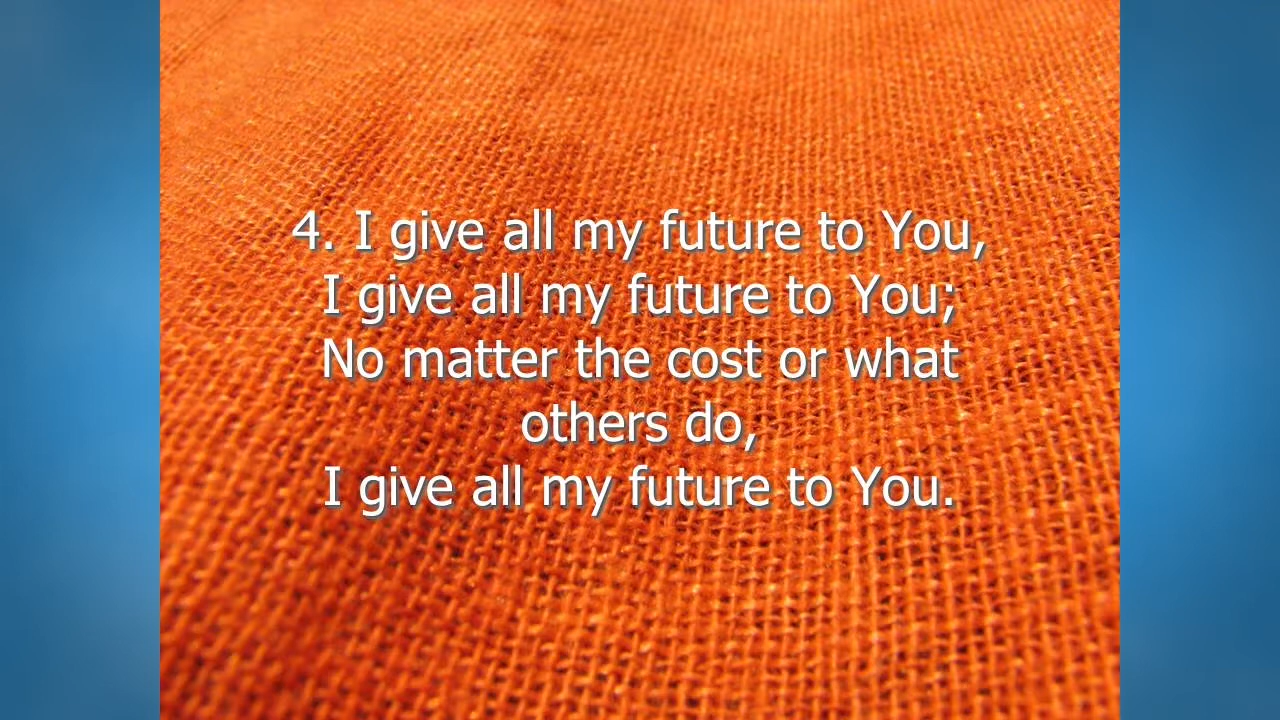 4. I give all my future to You,
I give all my future to You;
No matter the cost or what
others do,
I give all my future to You.